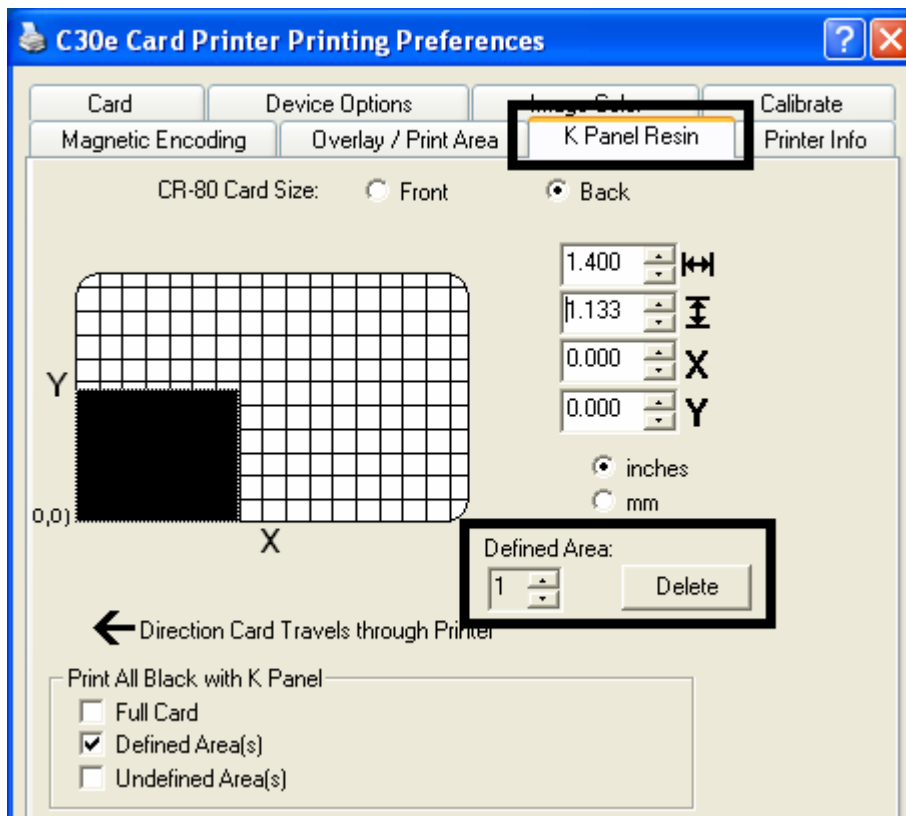 C30e Card Printer Printing Preferences
Card Device Options Image Color Calibrate
Magnetic Encoding Overlay / Print Area K Panel Resin Printer Info
CR-80 Card Size: Front Back
1.400
1.133
0.000 X
0.000 Y
Y
inches
mm
0,0)
X
Defined Area:
1 Delete
Direction Card Travels through Printer
Print All Black with K Panel
Full Card
Defined Area(s)
Undefined Area(s)